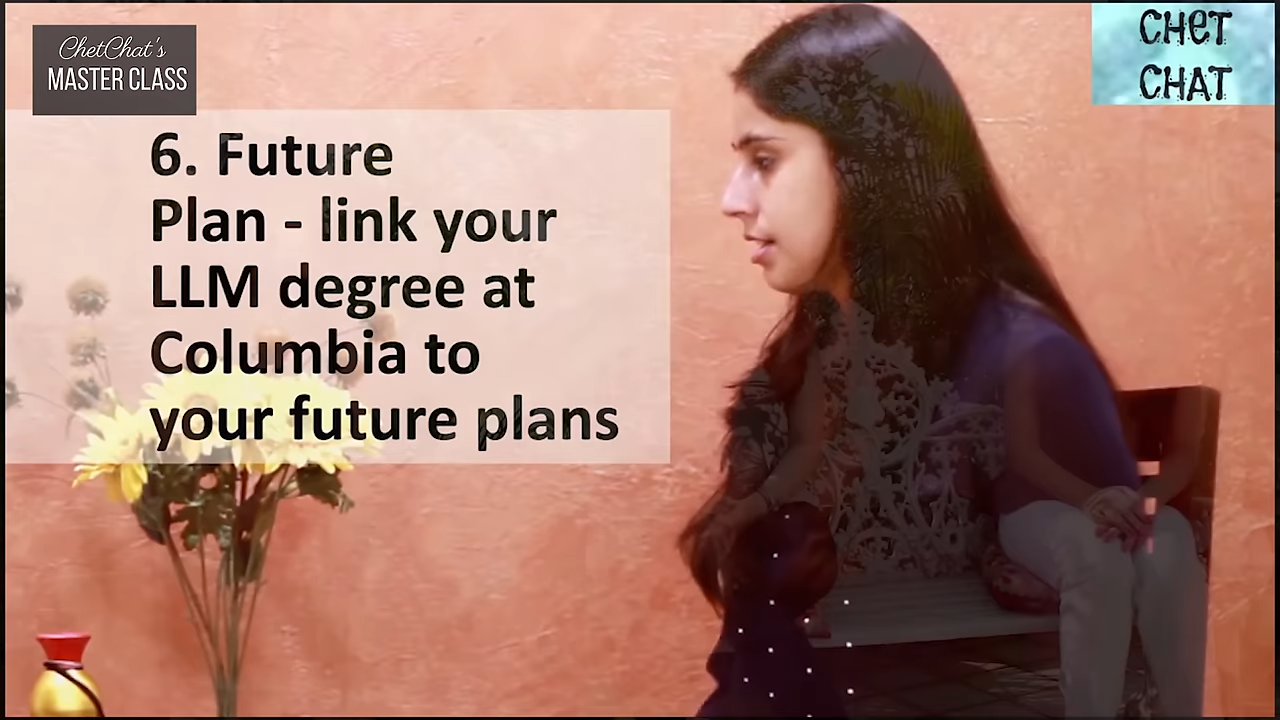 ChetChat's
MASTER CLASS
CHET
CHAT
6. Future
Plan - link your
LLM degree at
Columbia to
your future plans